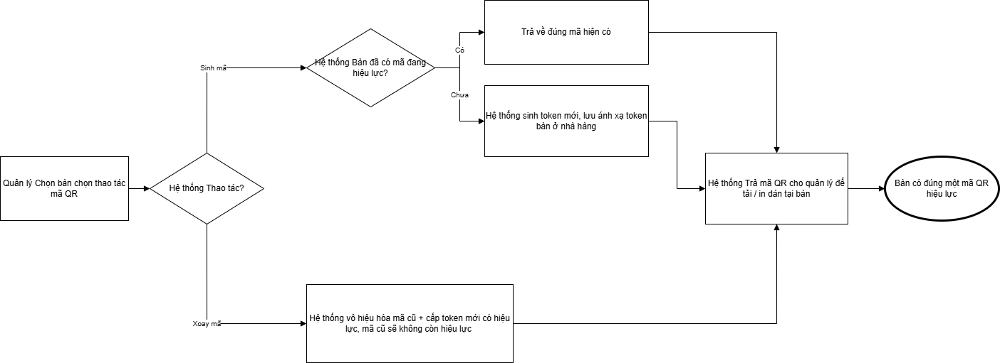 Trả về đúng mã hiện có
Có
Sinh mã
Hệ thống Bàn đã có mã đang
hiệu lực?
Chưa
Hệ thống sinh token mới, lưu ánh xạ token
bàn ở nhà hàng
Quản lý Chọn bàn chọn thao tác
mã QR
Hệ thống Thao tác?
Hệ thống Trả mã QR cho quản lý để
tải / in dán tại bàn
Bàn có đúng một mã QR
hiệu lực
Xoay mã
Hệ thống vô hiệu hóa mã cũ + cấp token mới có hiệu
lực, mã cũ sẽ không còn hiệu lực